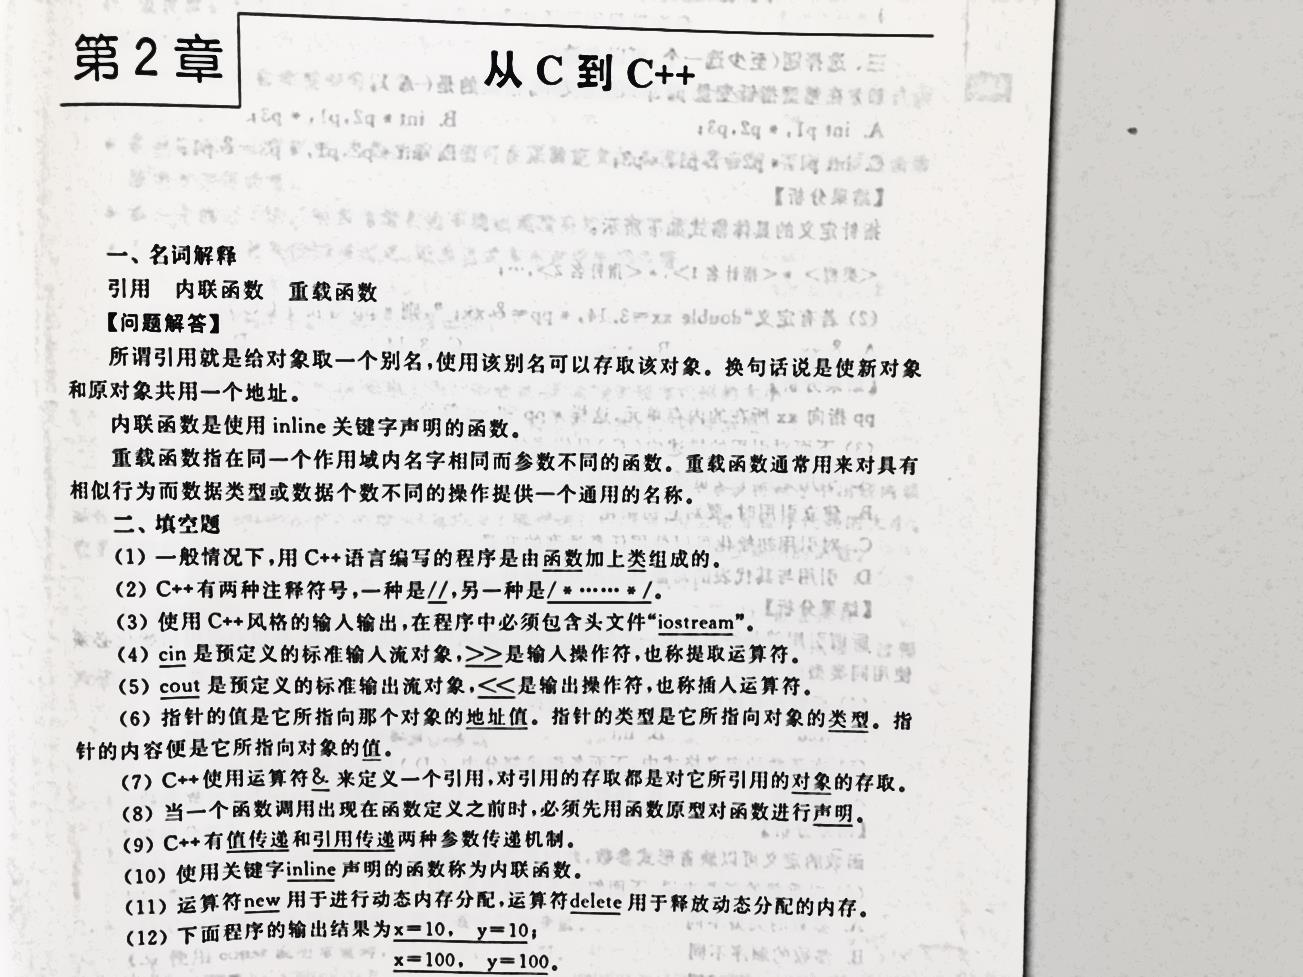 第2章
从C到C++
一、名词解释
引用 内联函数 重载函数
【问题解答】
所谓引用就是给对象取一个别名,使用该别名可以存取该对象。换句话说是使新对象
和原对象共用一个地址。
内联函数是使用 inline 关键字声明的函数。
重载函数指在同一个作用域内名字相同而参数不同的函数。重载函数通常用来对具有
相似行为而数据类型或数据个数不同的操作提供一个通用的名称。
二、填空题
(1) 一般情况下,用 C++语言编写的程序是由函数加上类组成的。
(2) C++有两种注释符号,一种是//,另一种是/*……*/。
(3) 使用 C++风格的输入输出,在程序中必须包含头文件“iostream”。
(4) cin 是预定义的标准输入流对象,>>是输入操作符,也称提取运算符。
(5) cout 是预定义的标准输出流对象,<<是输出操作符,也称插入运算符。
(6) 指针的值是它所指向那个对象的地址值。指针的类型是它所指向对象的类型。指
针的内容便是它所指向对象的值。
(7) C++使用运算符& 来定义一个引用,对引用的存取都是对它所引用的对象的存取。
(8) 当一个函数调用出现在函数定义之前时,必须先用函数原型对函数进行声明。
(9) C++有值传递和引用传递两种参数传递机制。
(10) 使用关键字inline 声明的函数称为内联函数。
(11) 运算符new 用于进行动态内存分配,运算符delete 用于释放动态分配的内存。
(12) 下面程序的输出结果为x=10, y=10;
x=100, y=100。